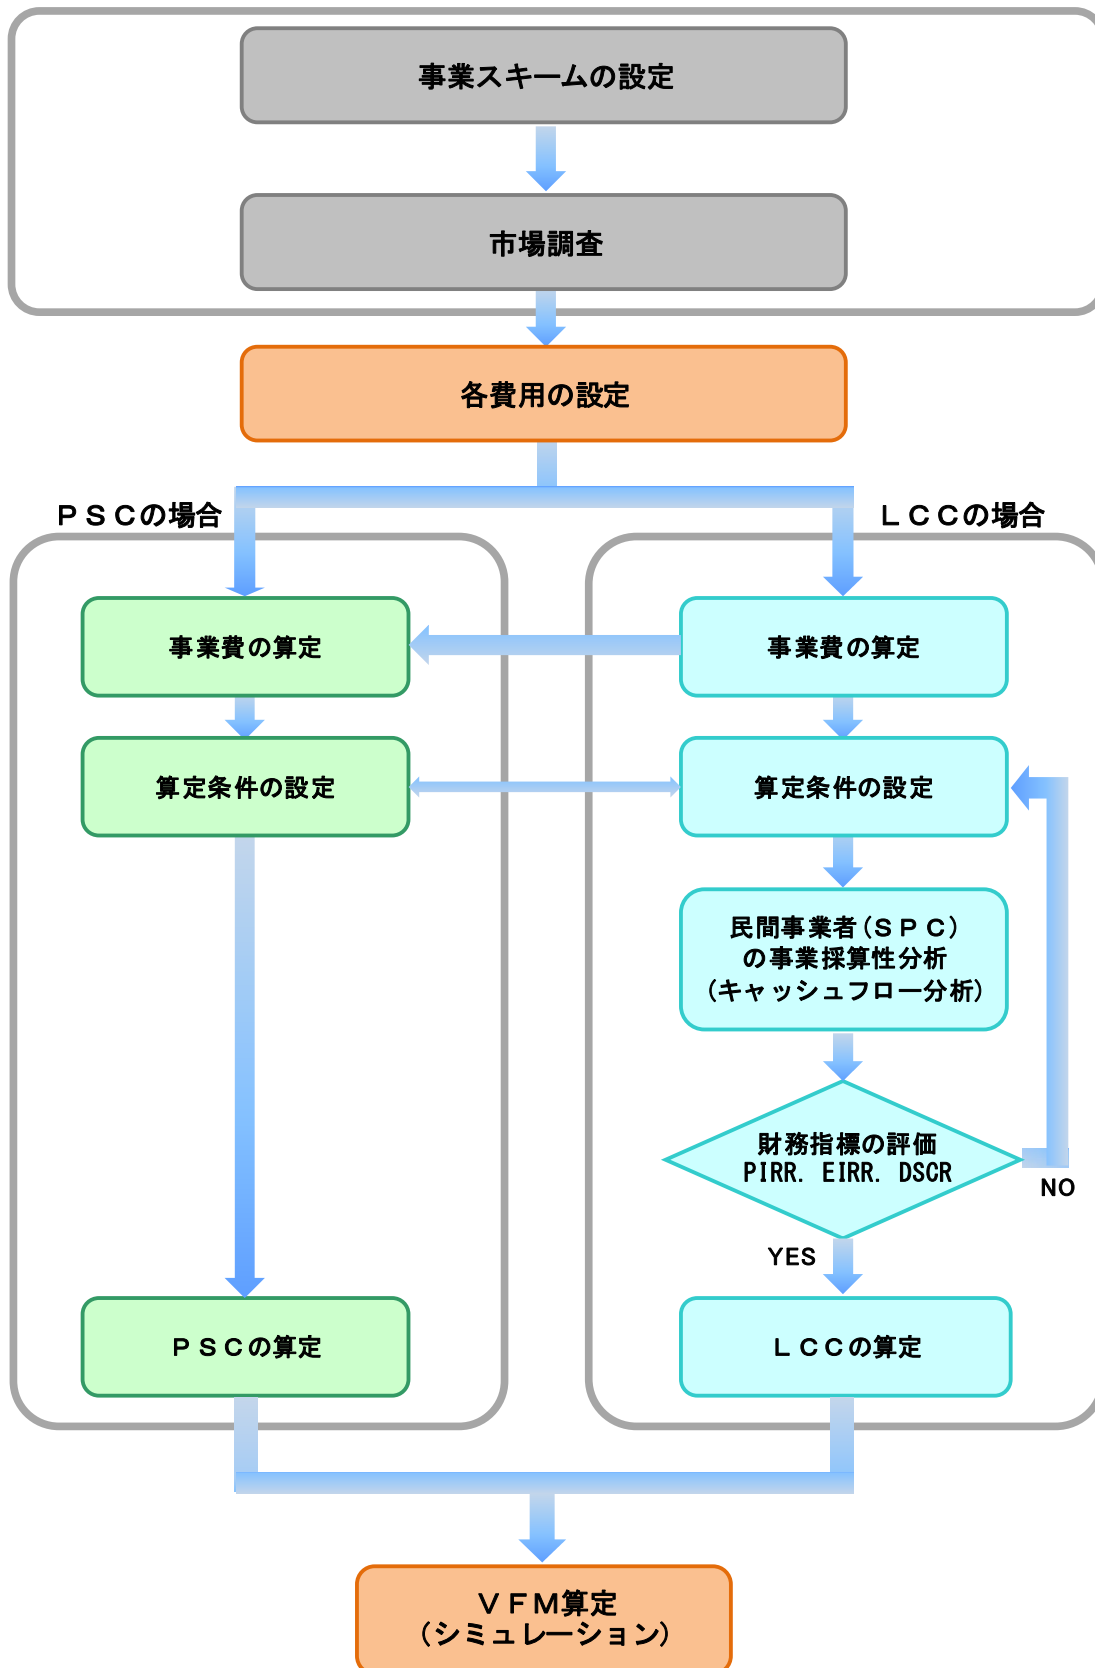 事業スキームの設定
市場調査
各費用の設定
ＰＳＣの場合
ＬＣＣの場合
事業費の算定
事業費の算定
算定条件の設定
算定条件の設定
民間事業者(ＳＰＣ)
の事業採算性分析
(キャッシュフロー分析)
財務指標の評価
PIRR. EIRR. DSCR
NO
YES
ＰＳＣの算定
ＬＣＣの算定
ＶＦＭ算定
(シミュレーション)